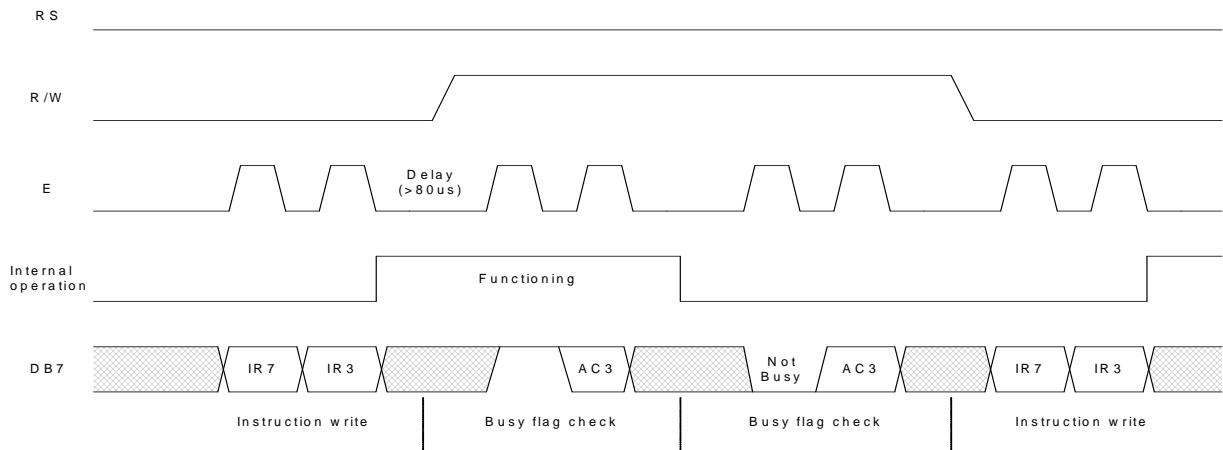 RS
R/W
E
Delay
(>80us)
Internal
operation
Functioning
DB7
IR7
IR3
AC3
Not
Busy
AC3
IR7
IR3
Instruction write
Busy flag check
Busy flag check
Instruction write